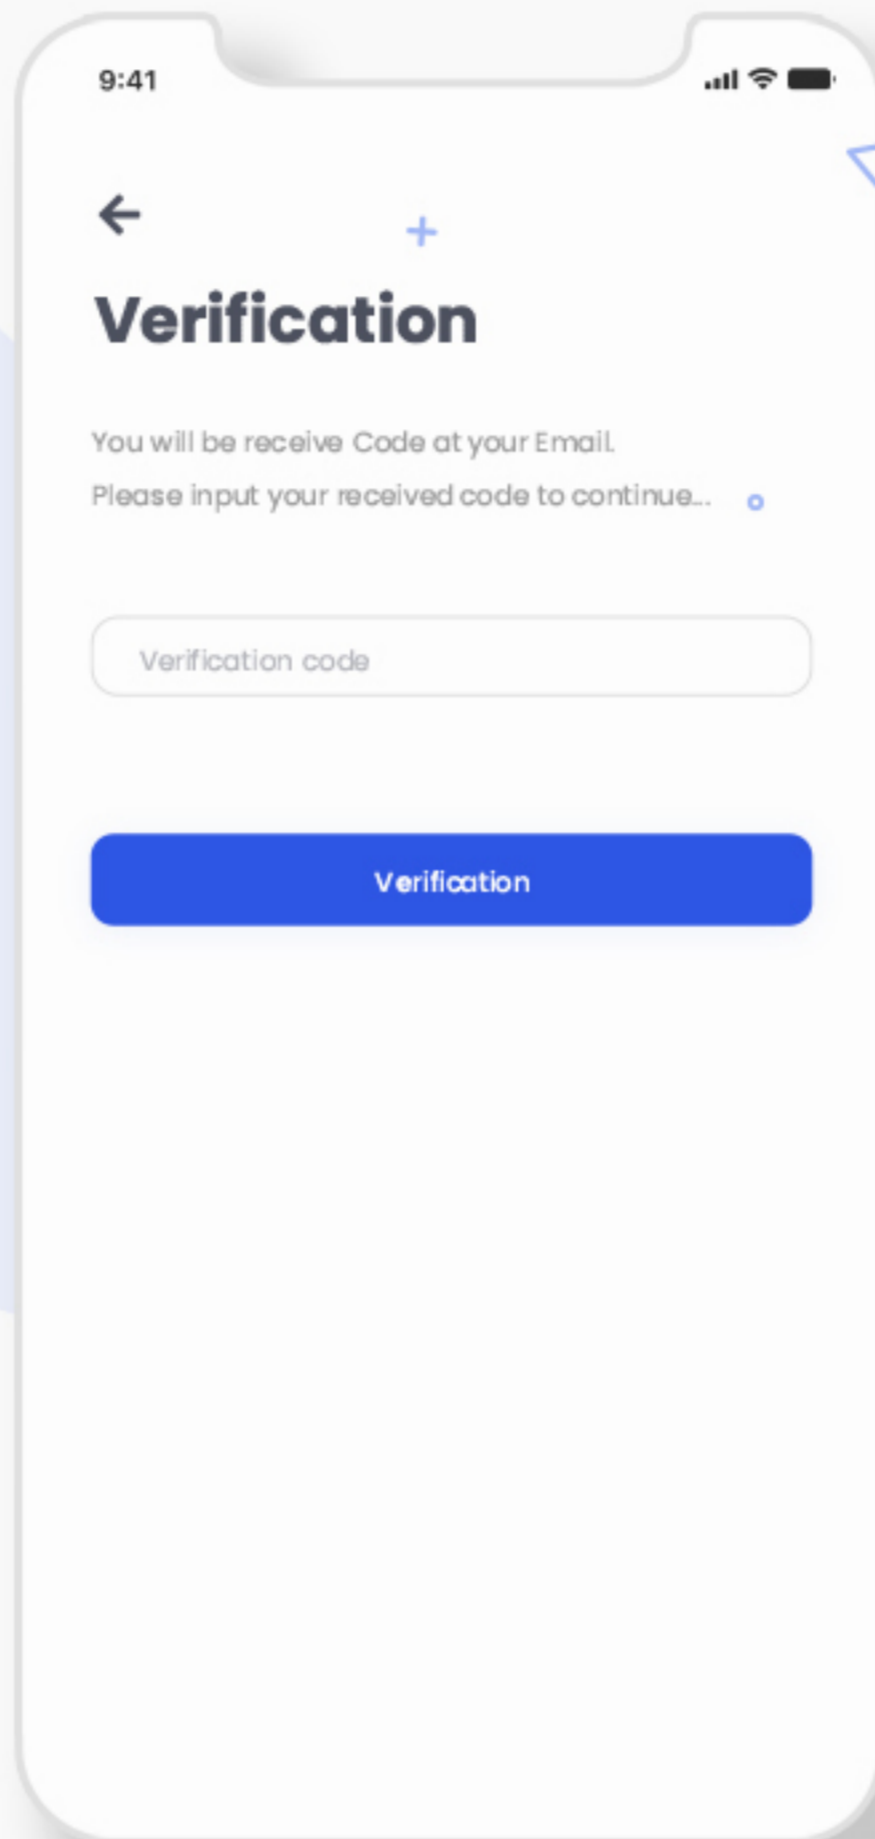 9:41
Verification
You will be receive Code at your Email.
Please input your received code to continue...
Verification code
Verification